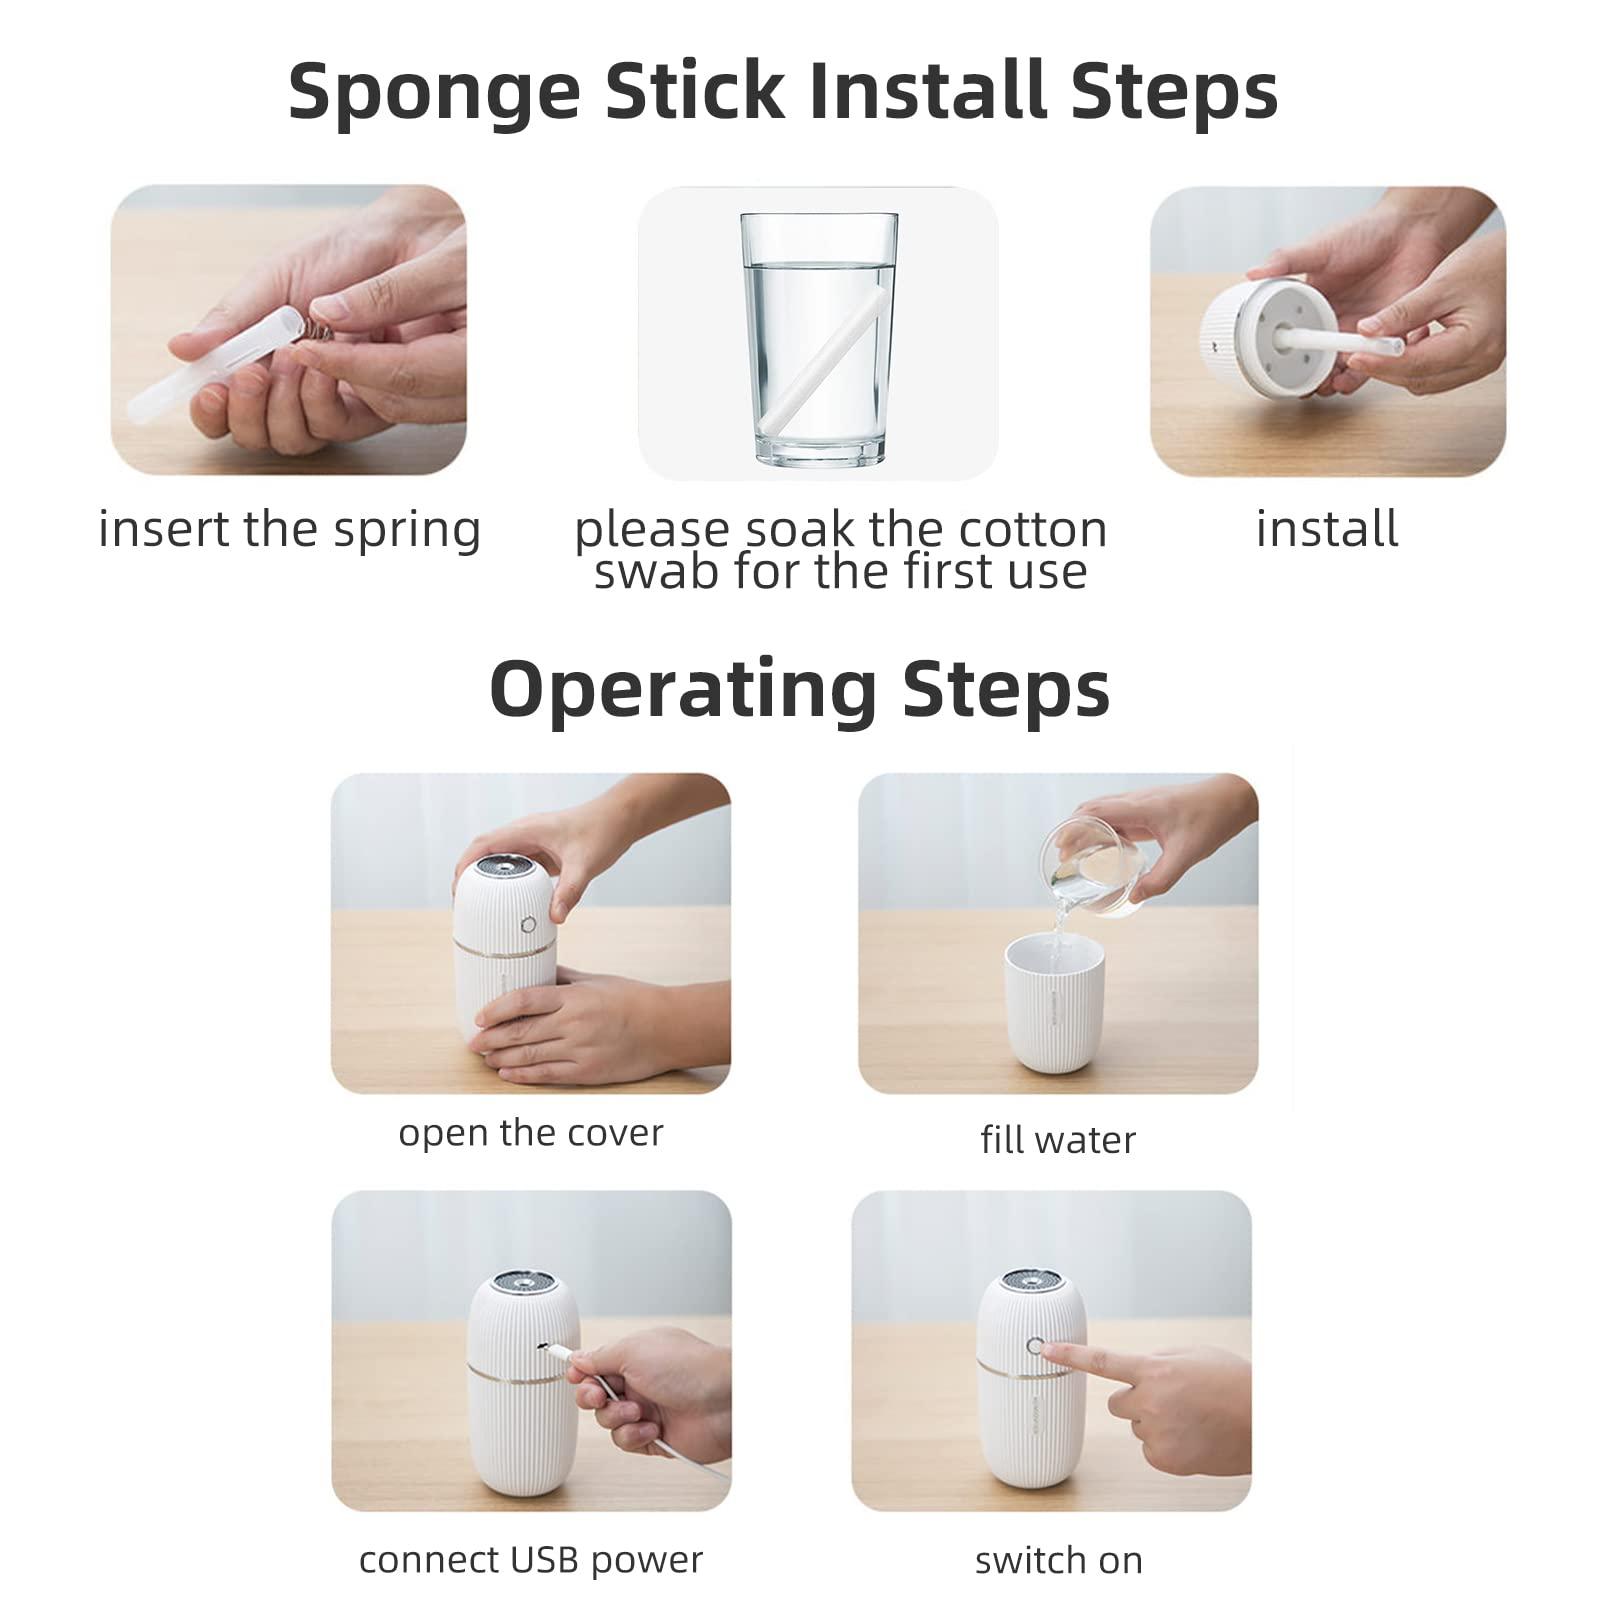 Sponge Stick Install Steps
insert the spring
please soak the cotton
swab for the first use
install
Operating Steps
open the cover
fill water
connect USB power
switch on